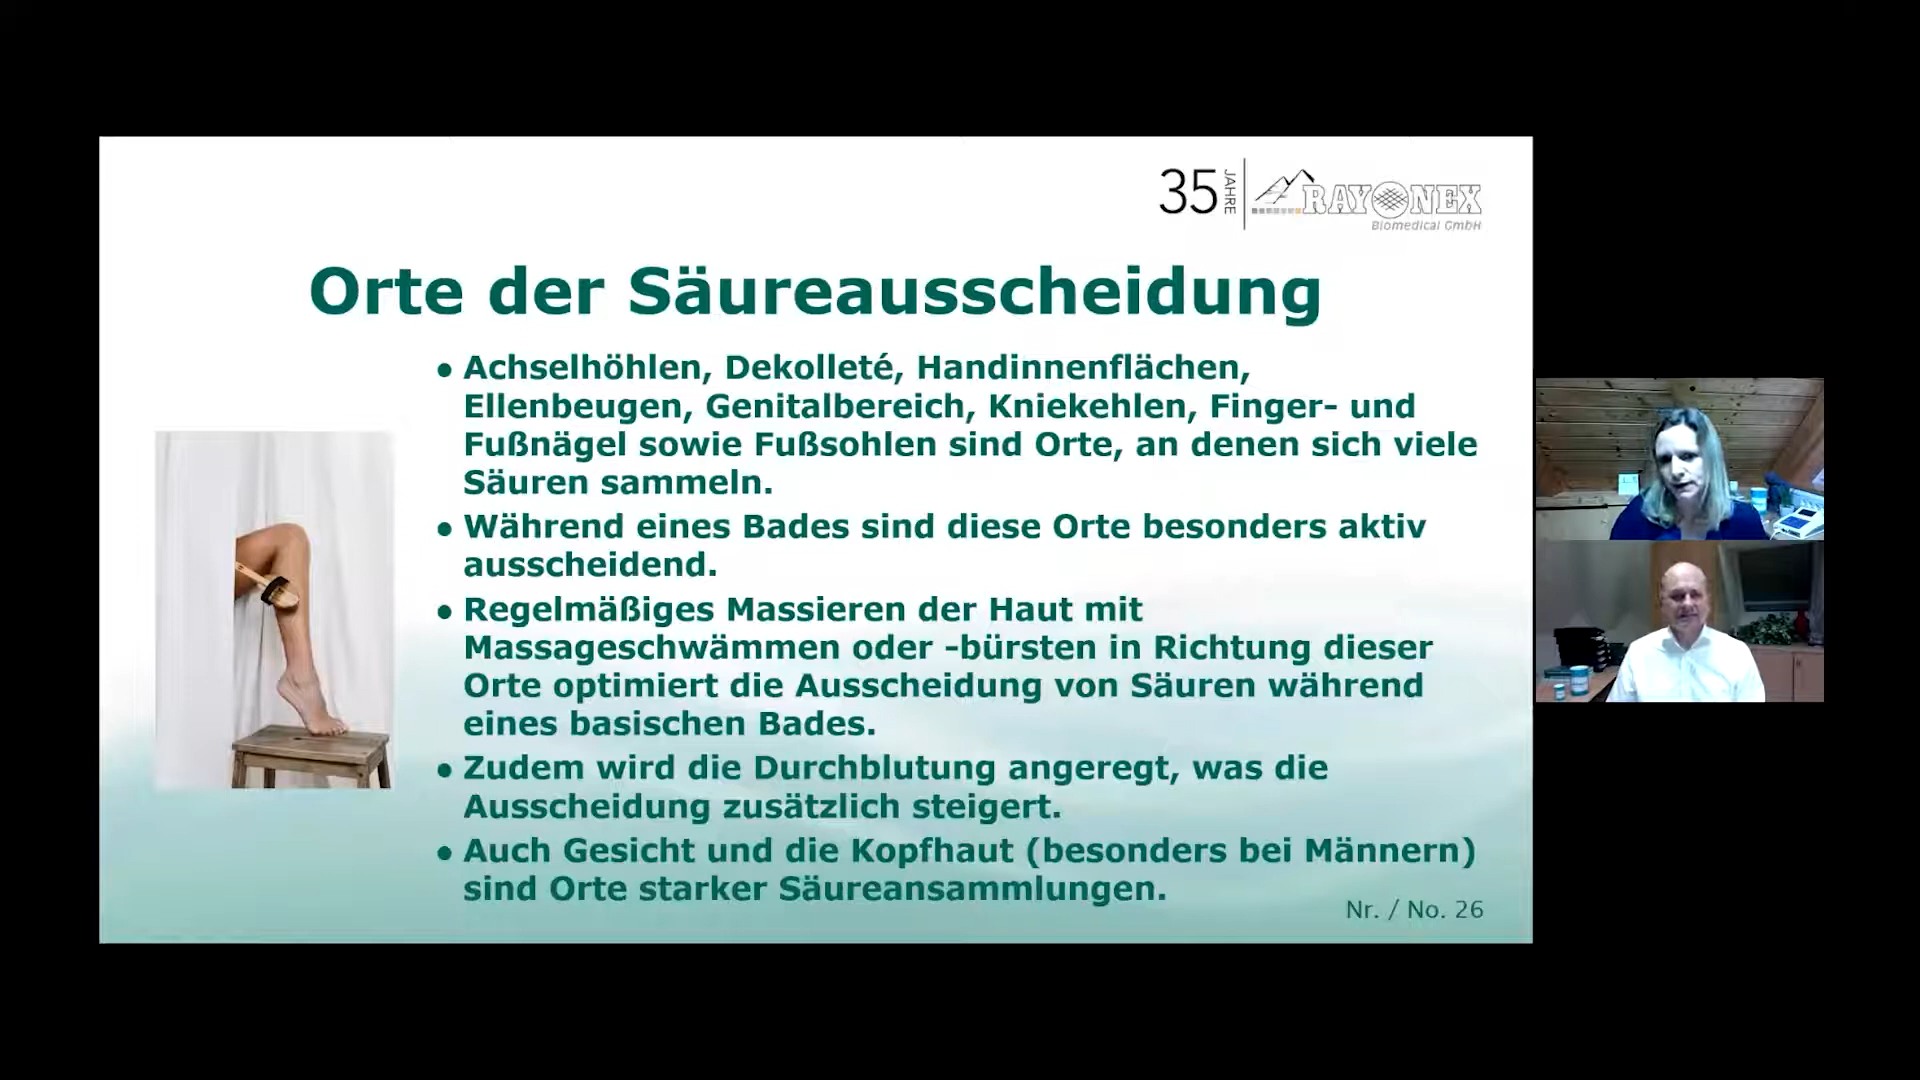 35 JAHRE
RAYONEX
Biomedical GmbH
Orte der Säureausscheidung
● Achselhöhlen, Dekolleté, Handinnenflächen,
Ellenbeugen, Genitalbereich, Kniekehlen, Finger- und
Fußnägel sowie Fußsohlen sind Orte, an denen sich viele
Säuren sammeln.
● Während eines Bades sind diese Orte besonders aktiv
ausscheidend.
● Regelmäßiges Massieren der Haut mit
Massageschwämmen oder -bürsten in Richtung dieser
Orte optimiert die Ausscheidung von Säuren während
eines basischen Bades.
● Zudem wird die Durchblutung angeregt, was die
Ausscheidung zusätzlich steigert.
● Auch Gesicht und die Kopfhaut (besonders bei Männern)
sind Orte starker Säureansammlungen.
Nr. / No. 26